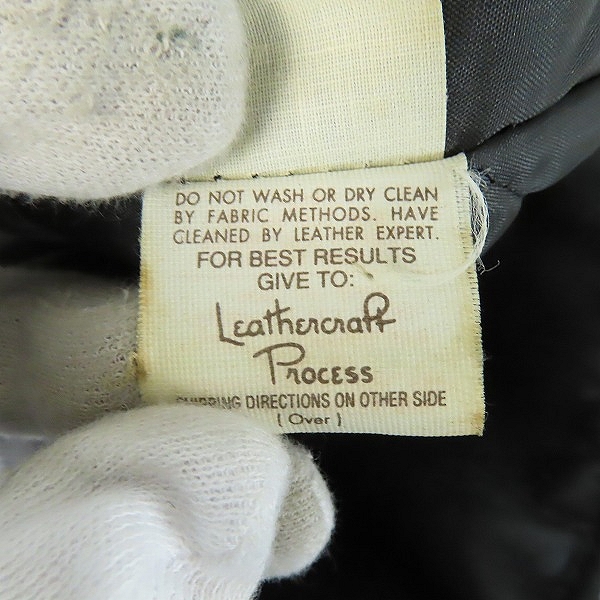 DO NOT WASH OR DRY CLEAN
BY FABRIC METHODS. HAVE
CLEANED BY LEATHER EXPERT.
FOR BEST RESULTS
GIVE TO:
Leathercraft
Process
SHIPPING DIRECTIONS ON OTHER SIDE
( Over )